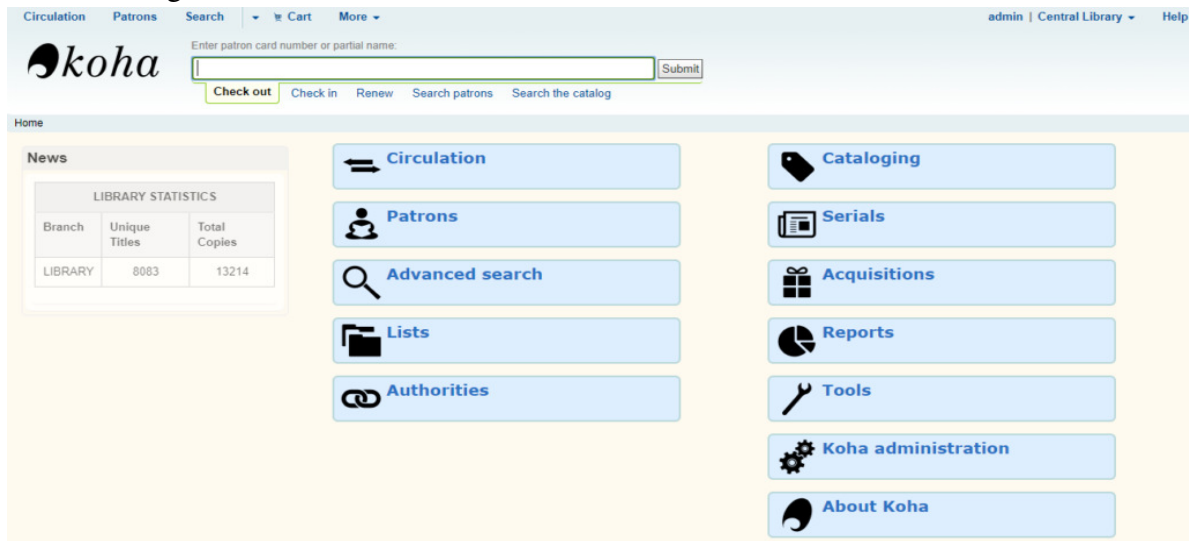 Circulation Patrons Search Cart More admin | Central Library Help
koha
Enter patron card number or partial name:
Submit
Check out Check in Renew Search patrons Search the catalog
Home
News
LIBRARY STATISTICS
Branch Unique Titles Total Copies
LIBRARY 8083 13214
Circulation
Patrons
Advanced search
Lists
Authorities
Cataloging
Serials
Acquisitions
Reports
Tools
Koha administration
About Koha